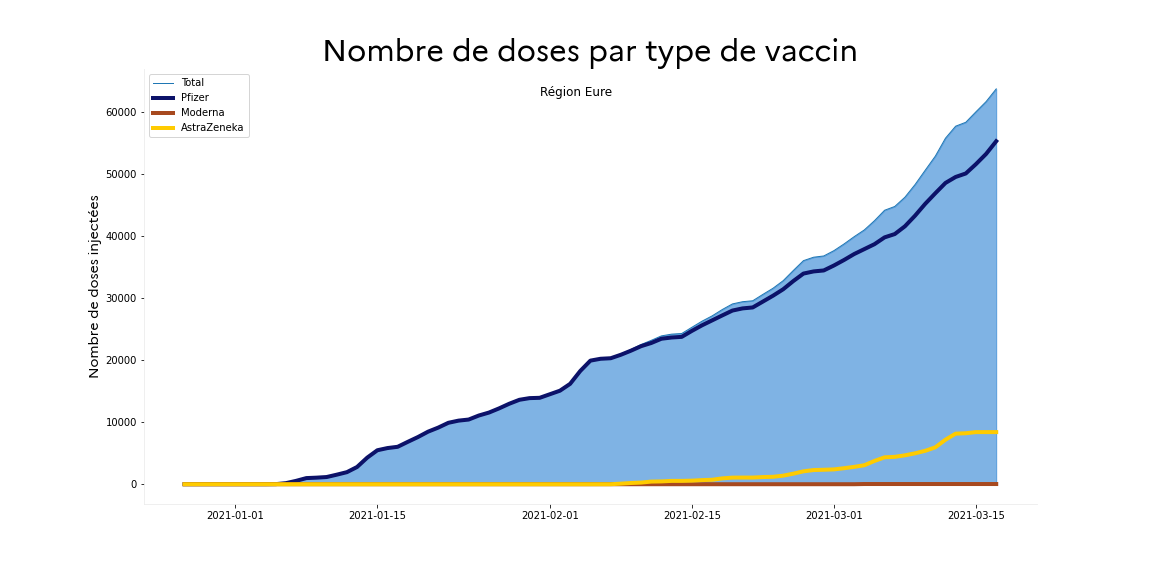 Nombre de doses par type de vaccin
Région Eure
Total
Pfizer
Moderna
AstraZeneka
Nombre de doses injectées
60000
50000
40000
30000
20000
10000
0
2021-01-01
2021-01-15
2021-02-01
2021-02-15
2021-03-01
2021-03-15